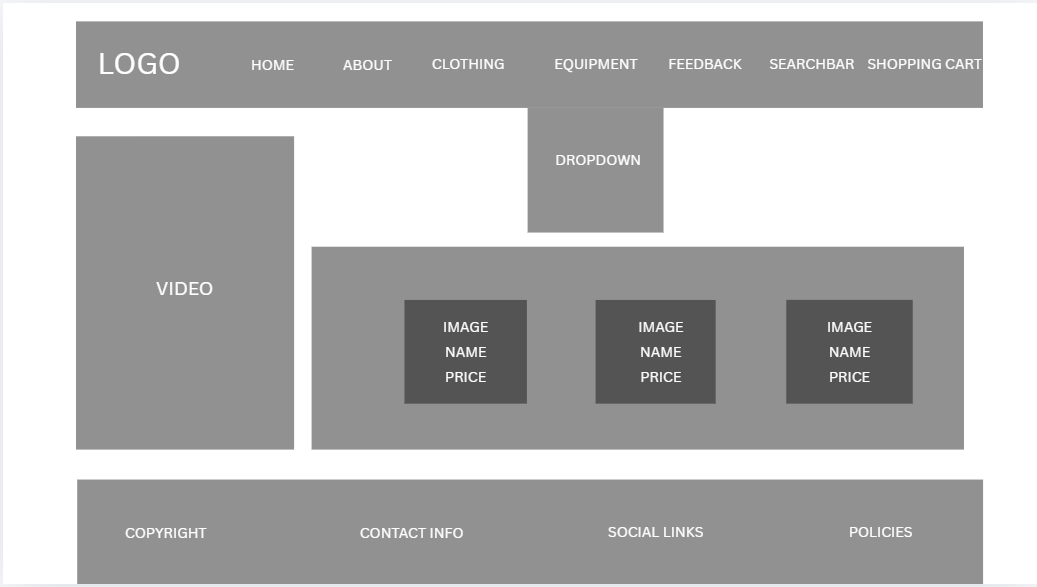 LOGO HOME ABOUT CLOTHING EQUIPMENT FEEDBACK SEARCHBAR SHOPPING CART
DROPDOWN
VIDEO
IMAGE
NAME
PRICE
IMAGE
NAME
PRICE
IMAGE
NAME
PRICE
COPYRIGHT CONTACT INFO SOCIAL LINKS POLICIES